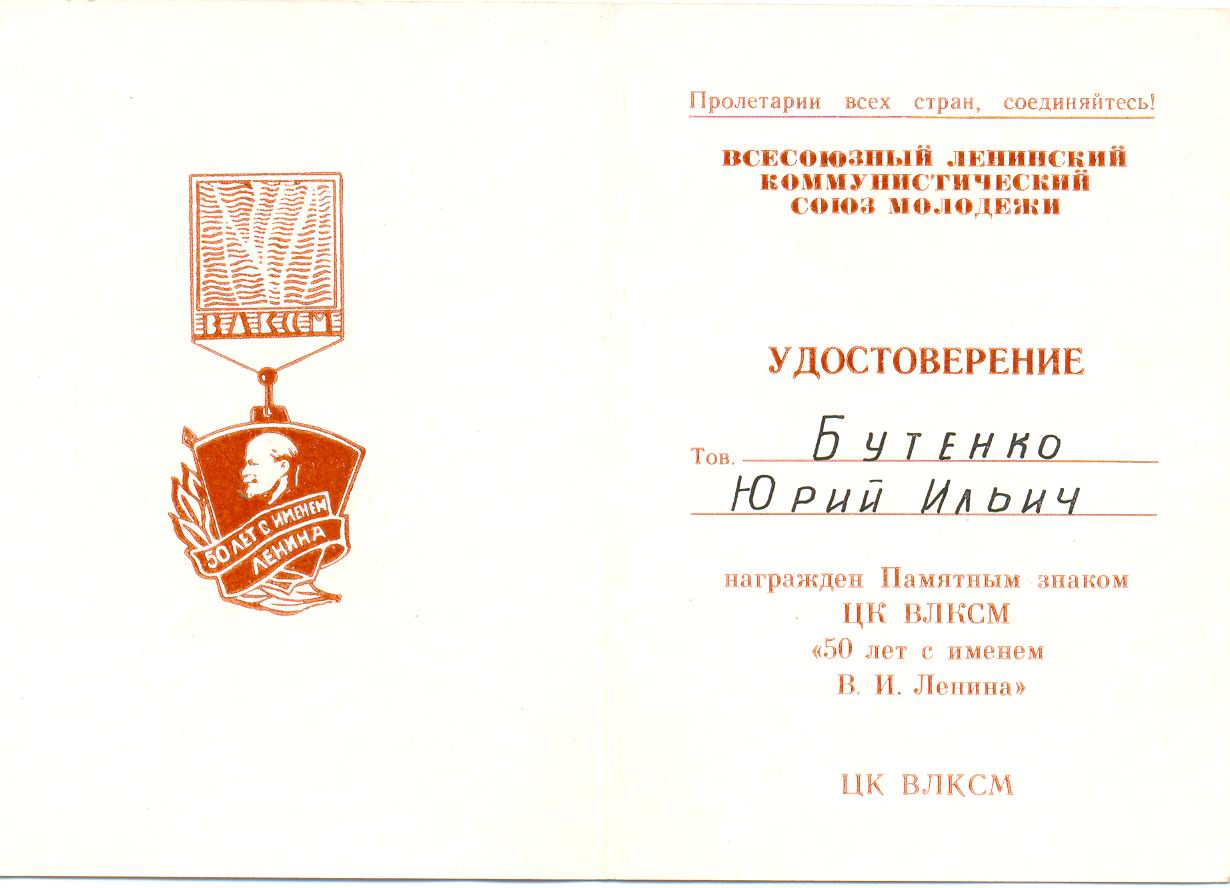 ВЛКСМ
50 ЛЕТ С ИМЕНЕМ
ЛЕНИНА
Пролетарии всех стран, соединяйтесь!
ВСЕСОЮЗНЫЙ ЛЕНИНСКИЙ
КОММУНИСТИЧЕСКИЙ
СОЮЗ МОЛОДЕЖИ
УДОСТОВЕРЕНИЕ
Тов. БУТЕНКО
ЮРИЙ ИЛЬИЧ
награжден Памятным знаком
ЦК ВЛКСМ
«50 лет с именем
В. И. Ленина»
ЦК ВЛКСМ